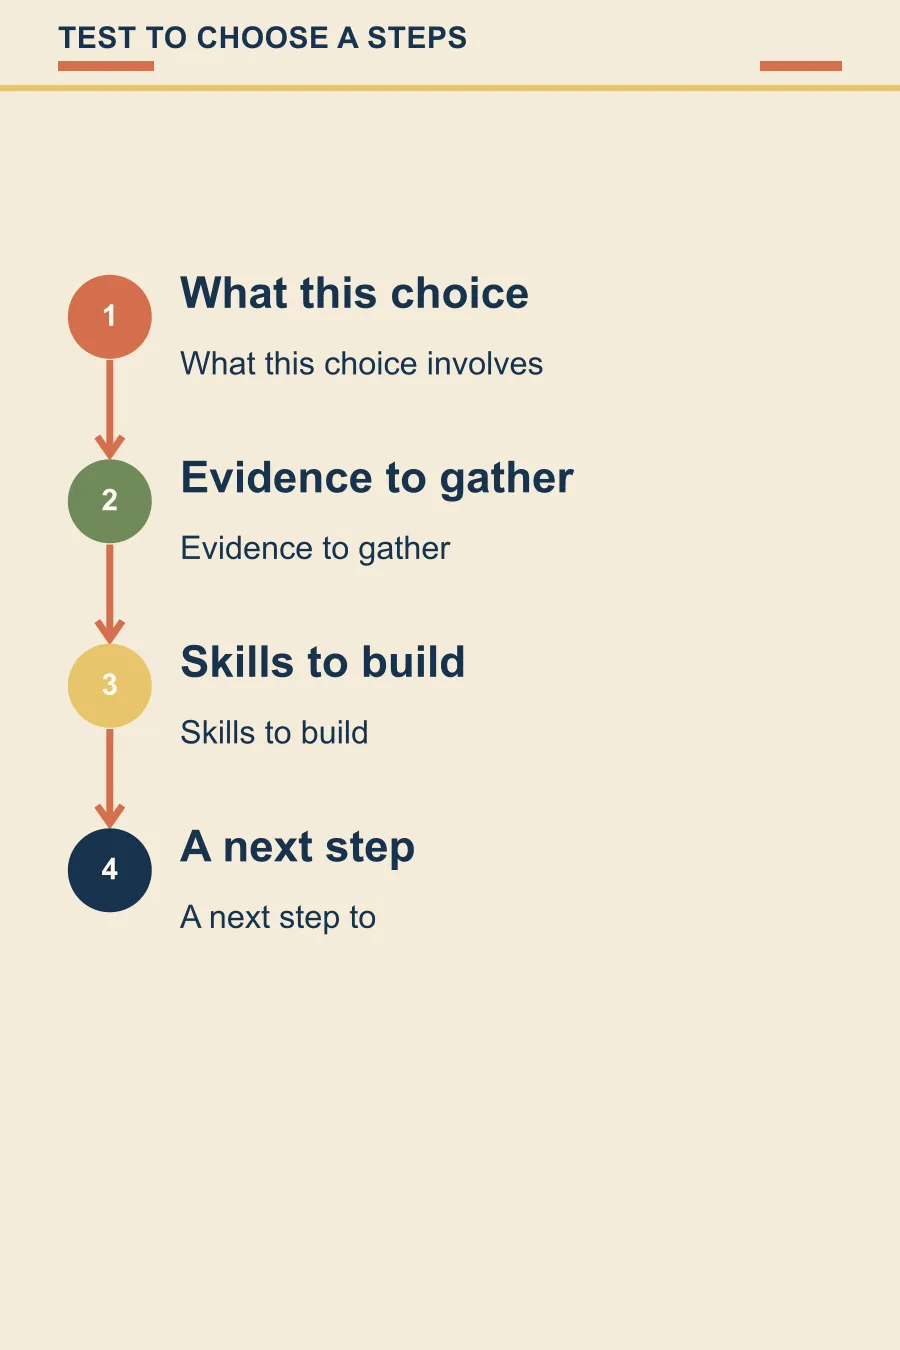 TEST TO CHOOSE A STEPS
1
What this choice
What this choice involves
2
Evidence to gather
Evidence to gather
3
Skills to build
Skills to build
4
A next step
A next step to